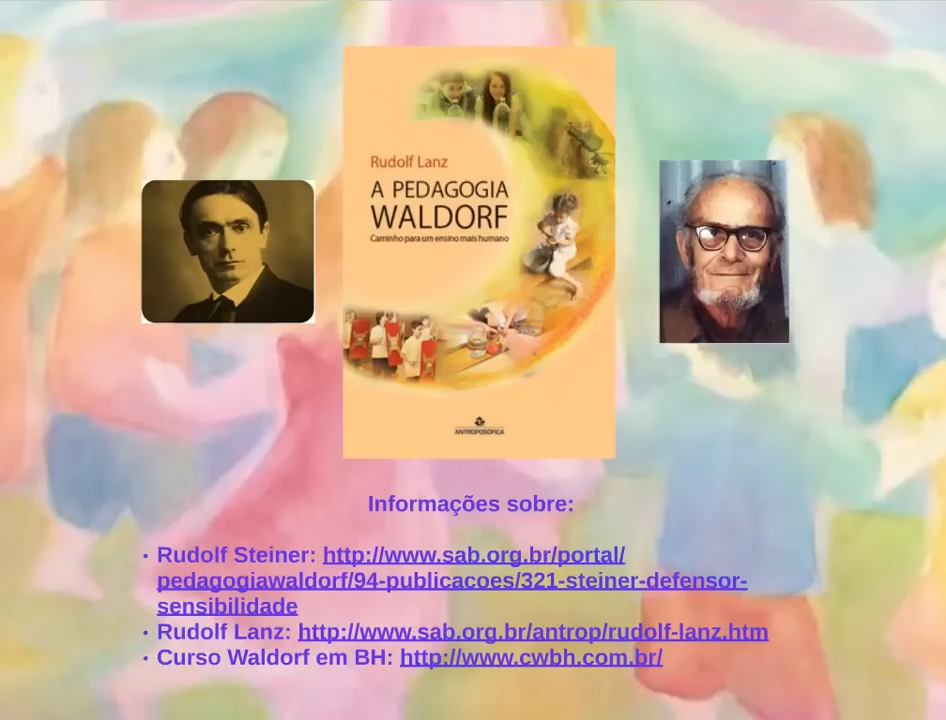 Rudolf Lanz
A PEDAGOGIA
WALDORF
Caminho para um ensino mais humano
ANTROPOSÓFICA
Informações sobre:
• Rudolf Steiner: http://www.sab.org.br/portal/
pedagogiawaldorf/94-publicacoes/321-steiner-defensor-
sensibilidade
• Rudolf Lanz: http://www.sab.org.br/antrop/rudolf-lanz.htm
• Curso Waldorf em BH: http://www.cwbh.com.br/